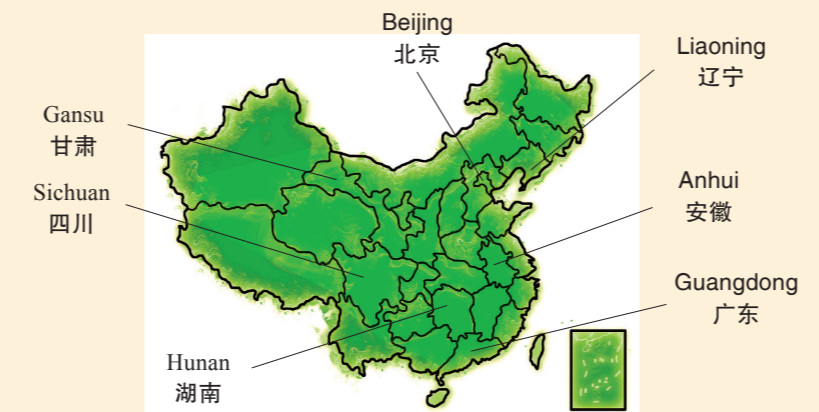 Beijing
北京
Liaoning
辽宁
Gansu
甘肃
Sichuan
四川
Anhui
安徽
Guangdong
广东
Hunan
湖南